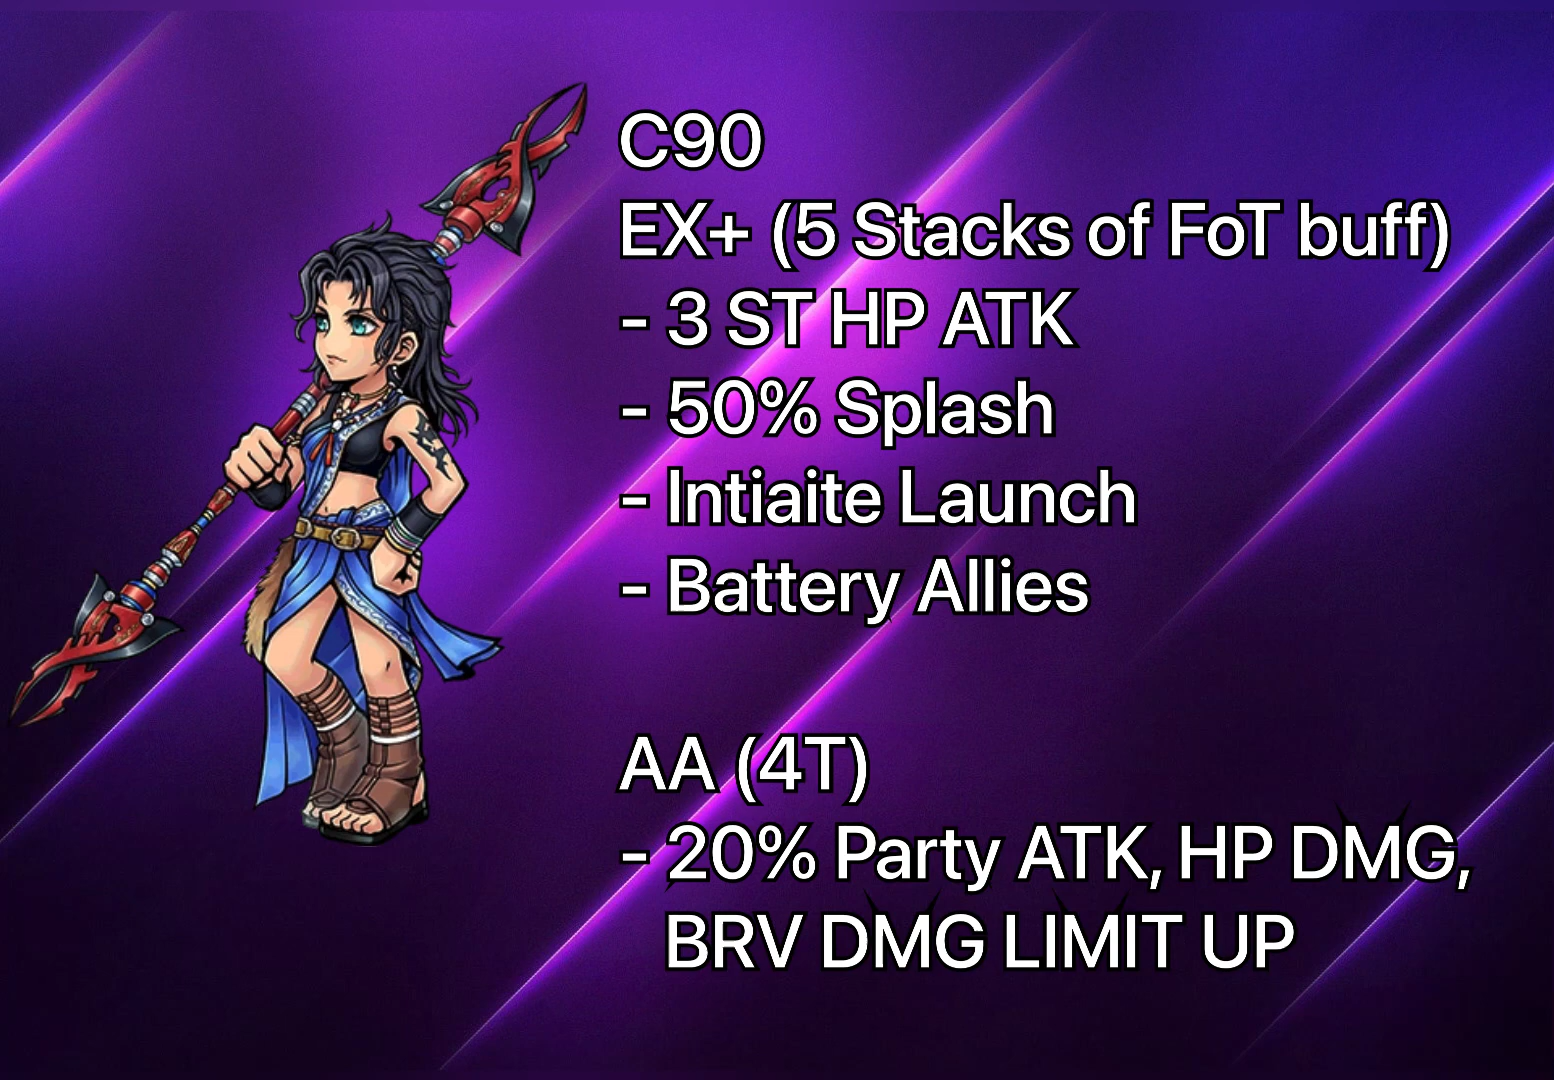 C90
EX+ (5 Stacks of FoT buff)
- 3 ST HP ATK
- 50% Splash
- Intiaite Launch
- Battery Allies
AA (4T)
- 20% Party ATK, HP DMG,
BRV DMG LIMIT UP